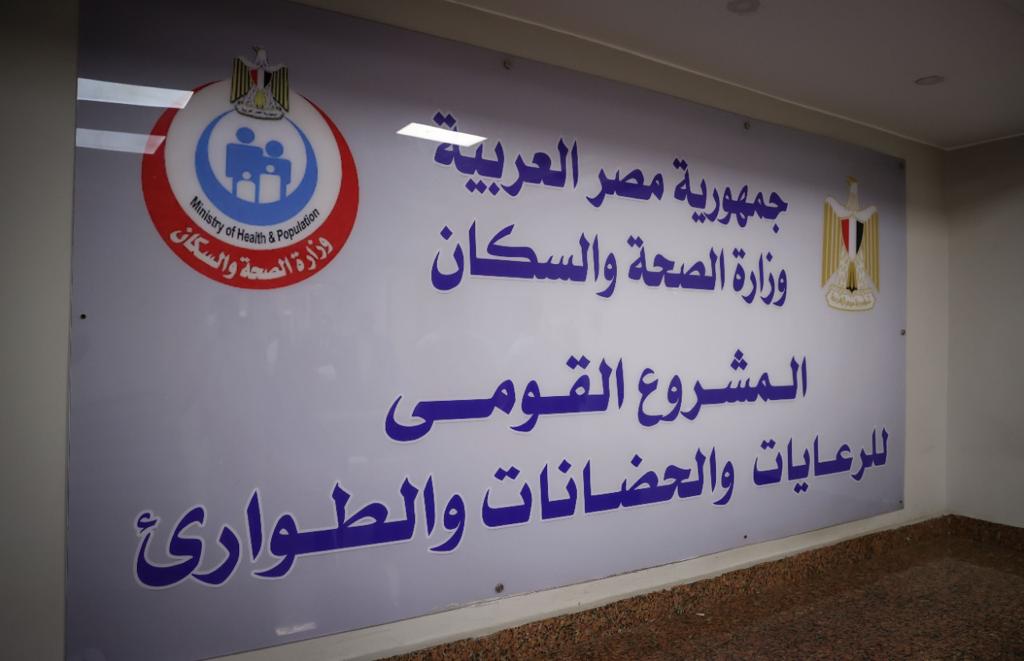 جمهورية مصر العربية
وزارة الصحة والسكان
المشروع القومى
للرعايات والحضانات والطوارئ
Ministry of Health & Population
وزارة الصحة والسكان